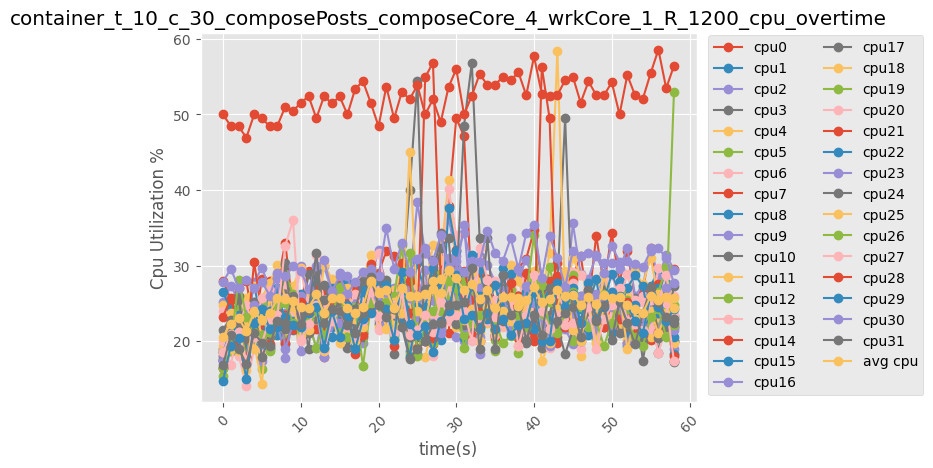 container_t_10_c_30_composePosts_composeCore_4_wrkCore_1_R_1200_cpu_overtime
60
50
40
30
20
Cpu Utilization %
0
10
20
30
40
50
60
time(s)
cpu0
cpu1
cpu2
cpu3
cpu4
cpu5
cpu6
cpu7
cpu8
cpu9
cpu10
cpu11
cpu12
cpu13
cpu14
cpu15
cpu16
cpu17
cpu18
cpu19
cpu20
cpu21
cpu22
cpu23
cpu24
cpu25
cpu26
cpu27
cpu28
cpu29
cpu30
cpu31
avg cpu